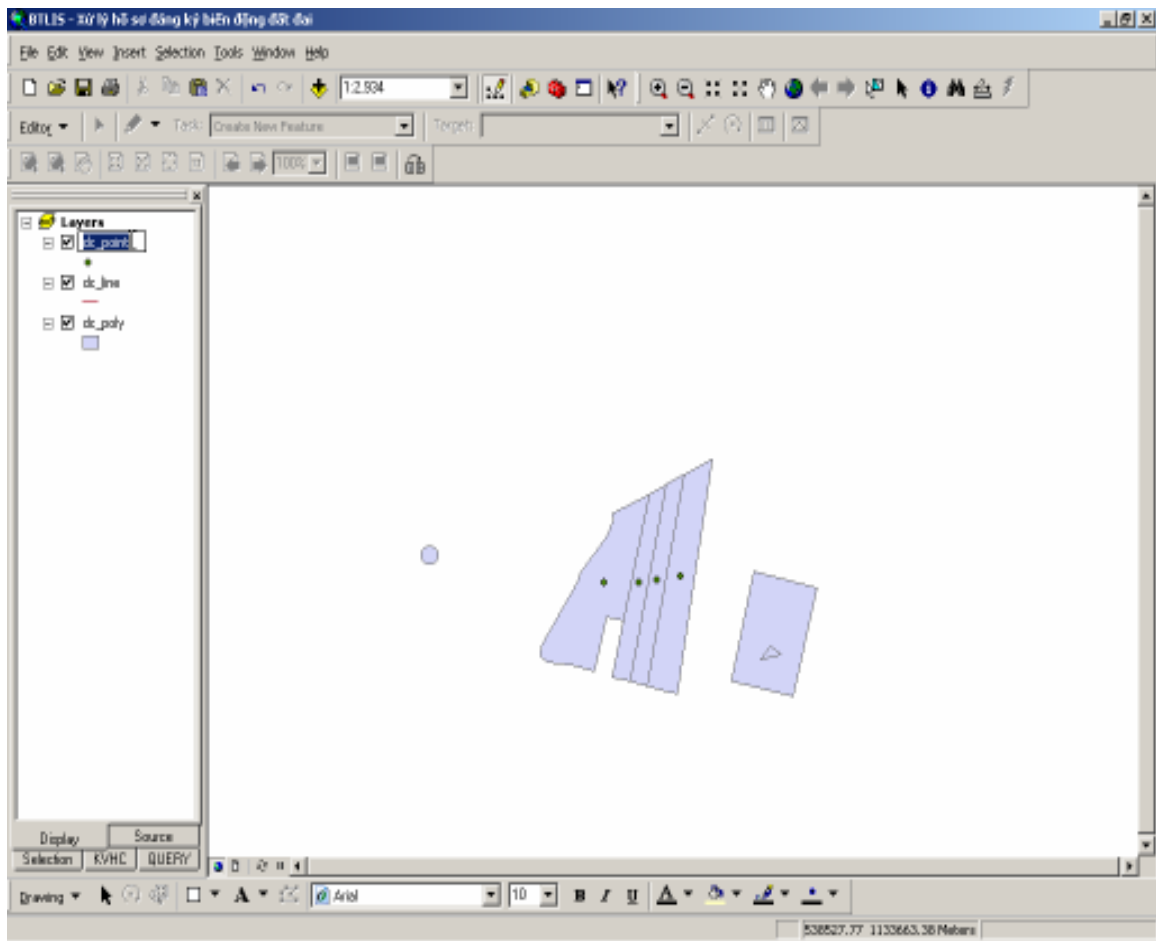 BTLIS - Xử lý hồ sơ đăng ký biến động đất đai
File Edit View Insert Selection Tools Window Help
1:2.934
Editor Task: Create New Feature Target:
100%
Layers
dc_point
dc_line
dc_poly
Display Source
Selection KVHC QUERY
Drawing A Arial 10 B I U A
538527.77 1133663.38 Meters